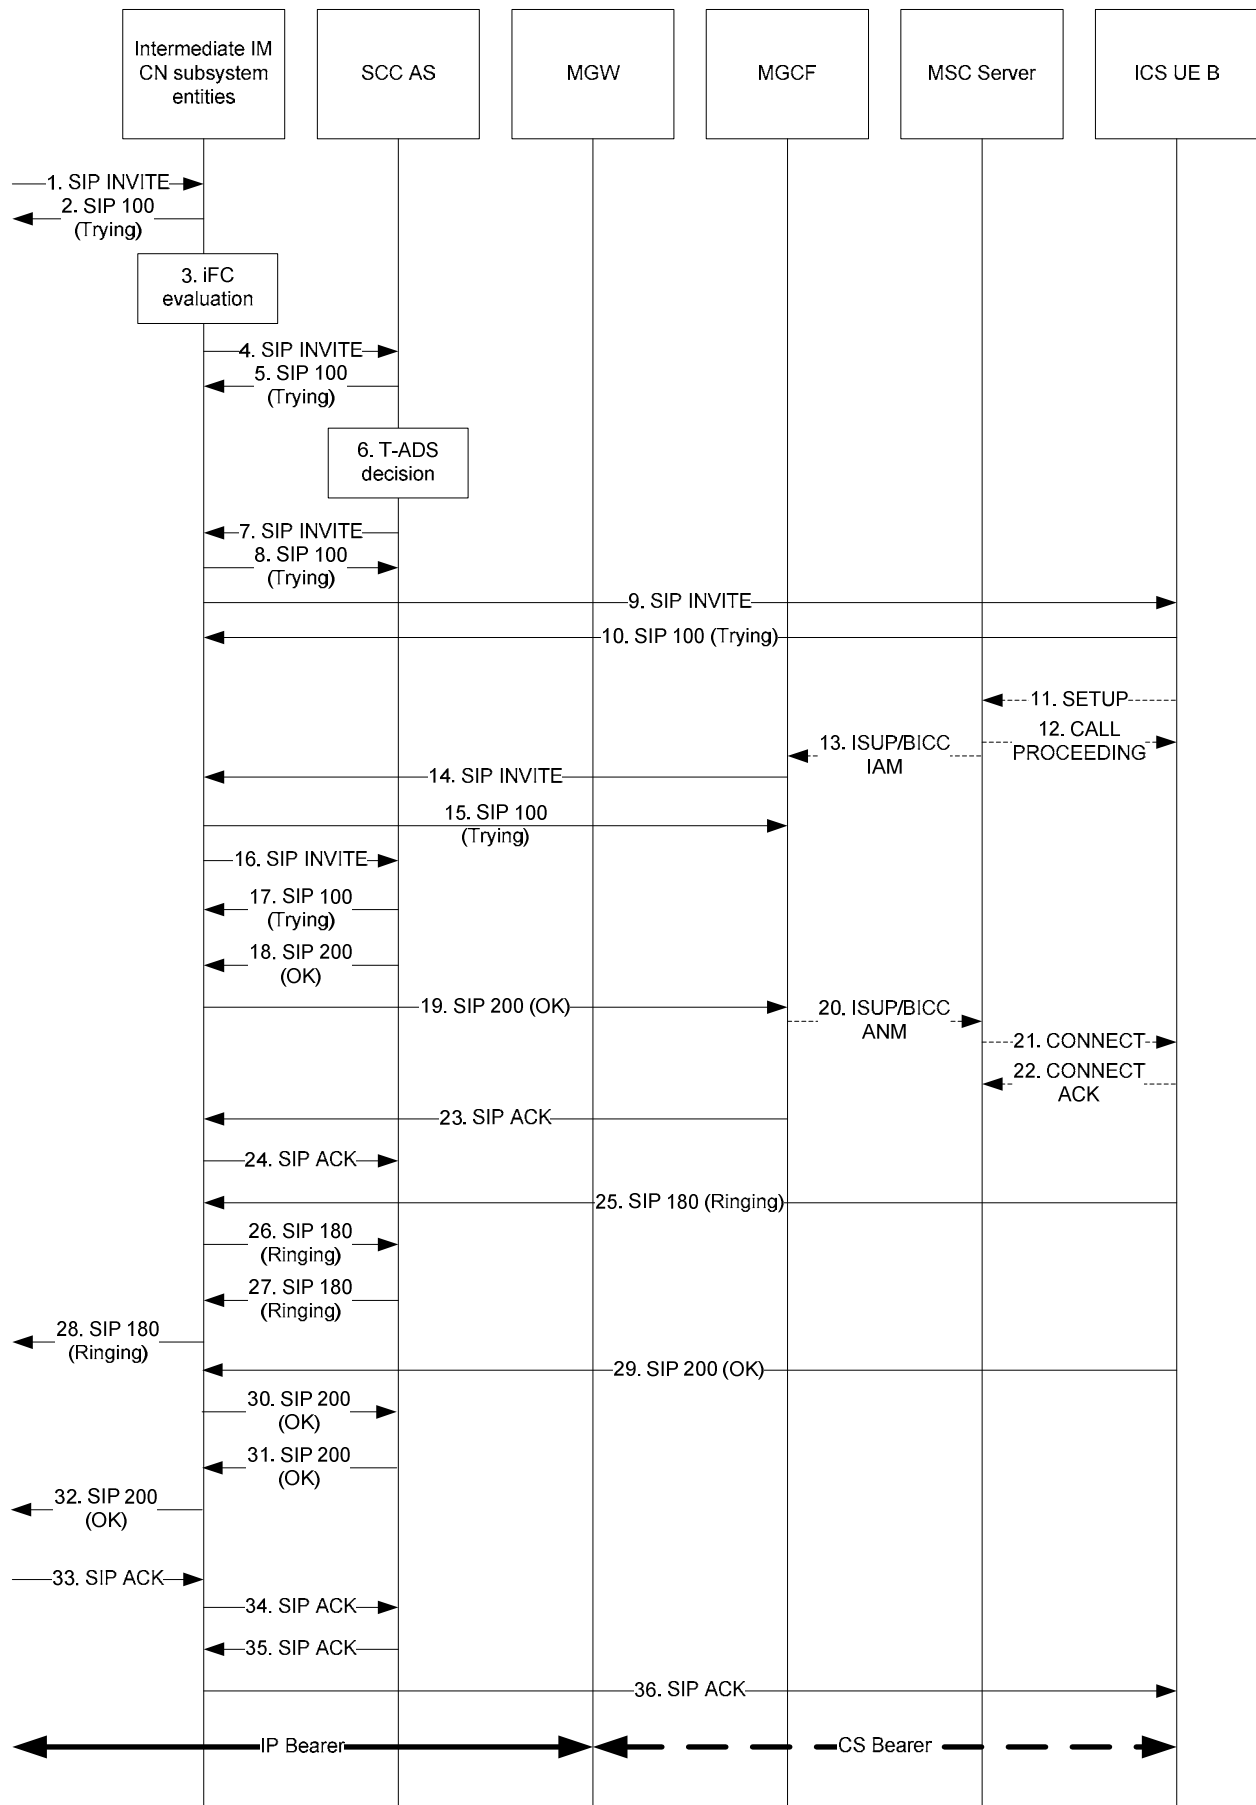 Intermediate IM
CN subsystem
entities
SCC AS
MGW
MGCF
MSC Server
ICS UE B
1. SIP INVITE
2. SIP 100
(Trying)
3. iFC
evaluation
4. SIP INVITE
5. SIP 100
(Trying)
6. T-ADS
decision
7. SIP INVITE
8. SIP 100
(Trying)
9. SIP INVITE
10. SIP 100 (Trying)
11. SETUP
12. CALL
PROCEEDING
13. ISUP/BICC
IAM
14. SIP INVITE
15. SIP 100
(Trying)
16. SIP INVITE
17. SIP 100
(Trying)
18. SIP 200
(OK)
19. SIP 200 (OK)
20. ISUP/BICC
ANM
21. CONNECT
22. CONNECT
ACK
23. SIP ACK
24. SIP ACK
25. SIP 180 (Ringing)
26. SIP 180
(Ringing)
27. SIP 180
(Ringing)
28. SIP 180
(Ringing)
29. SIP 200 (OK)
30. SIP 200
(OK)
31. SIP 200
(OK)
32. SIP 200
(OK)
33. SIP ACK
34. SIP ACK
35. SIP ACK
36. SIP ACK
IP Bearer
CS Bearer